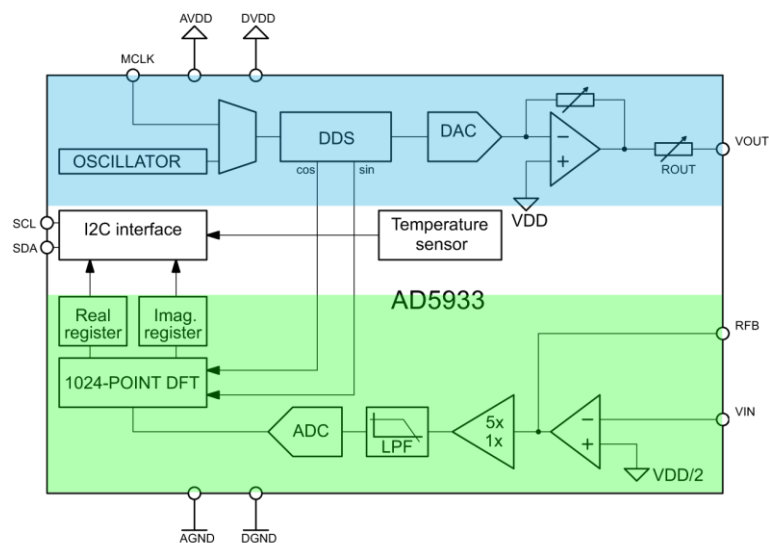 AVDD
DVDD
MCLK
DDS
DAC
OSCILLATOR
cos
sin
VDD
ROUT
VOUT
SCL
SDA
I2C interface
Temperature
sensor
AD5933
Real
register
Imag.
register
RFB
1024-POINT DFT
ADC
LPF
5x
1x
VIN
VDD/2
AGND
DGND